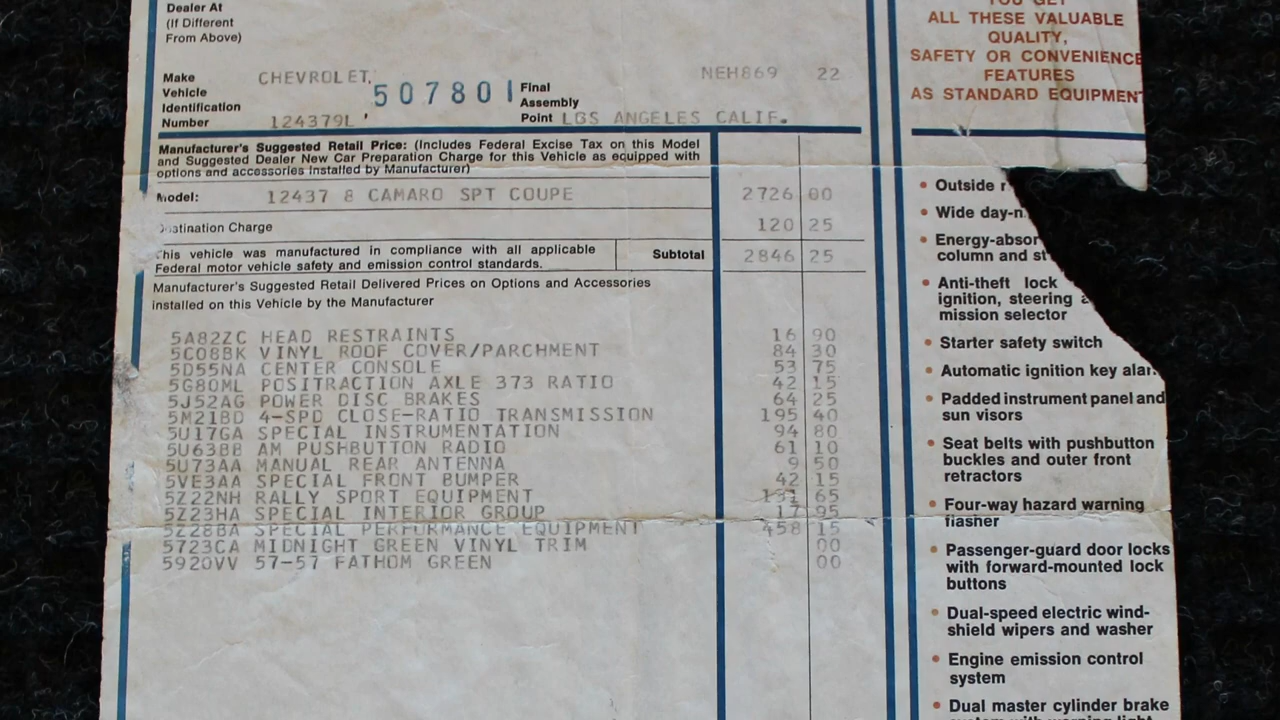 Dealer At
(If Different
From Above)
Make CHEVROLET
Vehicle
Identification
Number 124379L 507801
NEH869 22
Final
Assembly
Point LOS ANGELES CALIF.
Manufacturer's Suggested Retail Price: (Includes Federal Excise Tax on this Model
and Suggested Dealer New Car Preparation Charge for this Vehicle as equipped with
options and accessories installed by Manufacturer)
Model: 12437 8 CAMARO SPT COUPE 2726 00
Destination Charge 120 25
This vehicle was manufactured in compliance with all applicable
Federal motor vehicle safety and emission control standards.
Subtotal 2846 25
Manufacturer's Suggested Retail Delivered Prices on Options and Accessories
installed on this Vehicle by the Manufacturer
5A82ZC HEAD RESTRAINTS 16 90
5C08BK VINYL ROOF COVER/PARCHMENT 84 30
5D55NA CENTER CONSOLE 53 75
5G80ML POSITRACTION AXLE 373 RATIO 42 15
5J52AG POWER DISC BRAKES 64 25
5M21BD 4-SPD CLOSE-RATIO TRANSMISSION 195 40
5U17GA SPECIAL INSTRUMENTATION 94 80
5U63BB AM PUSHBUTTON RADIO 61 10
5U73AA MANUAL REAR ANTENNA 9 50
5VE3AA SPECIAL FRONT BUMPER 42 15
5Z22NH RALLY SPORT EQUIPMENT 131 65
5Z23HA SPECIAL INTERIOR GROUP 17 95
5Z28BA SPECIAL PERFORMANCE EQUIPMENT 458 15
5723CA MIDNIGHT GREEN VINYL TRIM 00
5920VV 57-57 FATHOM GREEN 00
YOU GET
ALL THESE VALUABLE
QUALITY,
SAFETY OR CONVENIENCE
FEATURES
AS STANDARD EQUIPMENT
• Outside r
• Wide day-n
• Energy-absor
column and st
• Anti-theft lock
ignition, steering
mission selector
• Starter safety switch
• Automatic ignition key alar
• Padded instrument panel and
sun visors
• Seat belts with pushbutton
buckles and outer front
retractors
• Four-way hazard warning
flasher
• Passenger-guard door locks
with forward-mounted lock
buttons
• Dual-speed electric wind-
shield wipers and washer
• Engine emission control
system
• Dual master cylinder brake
system with warning light